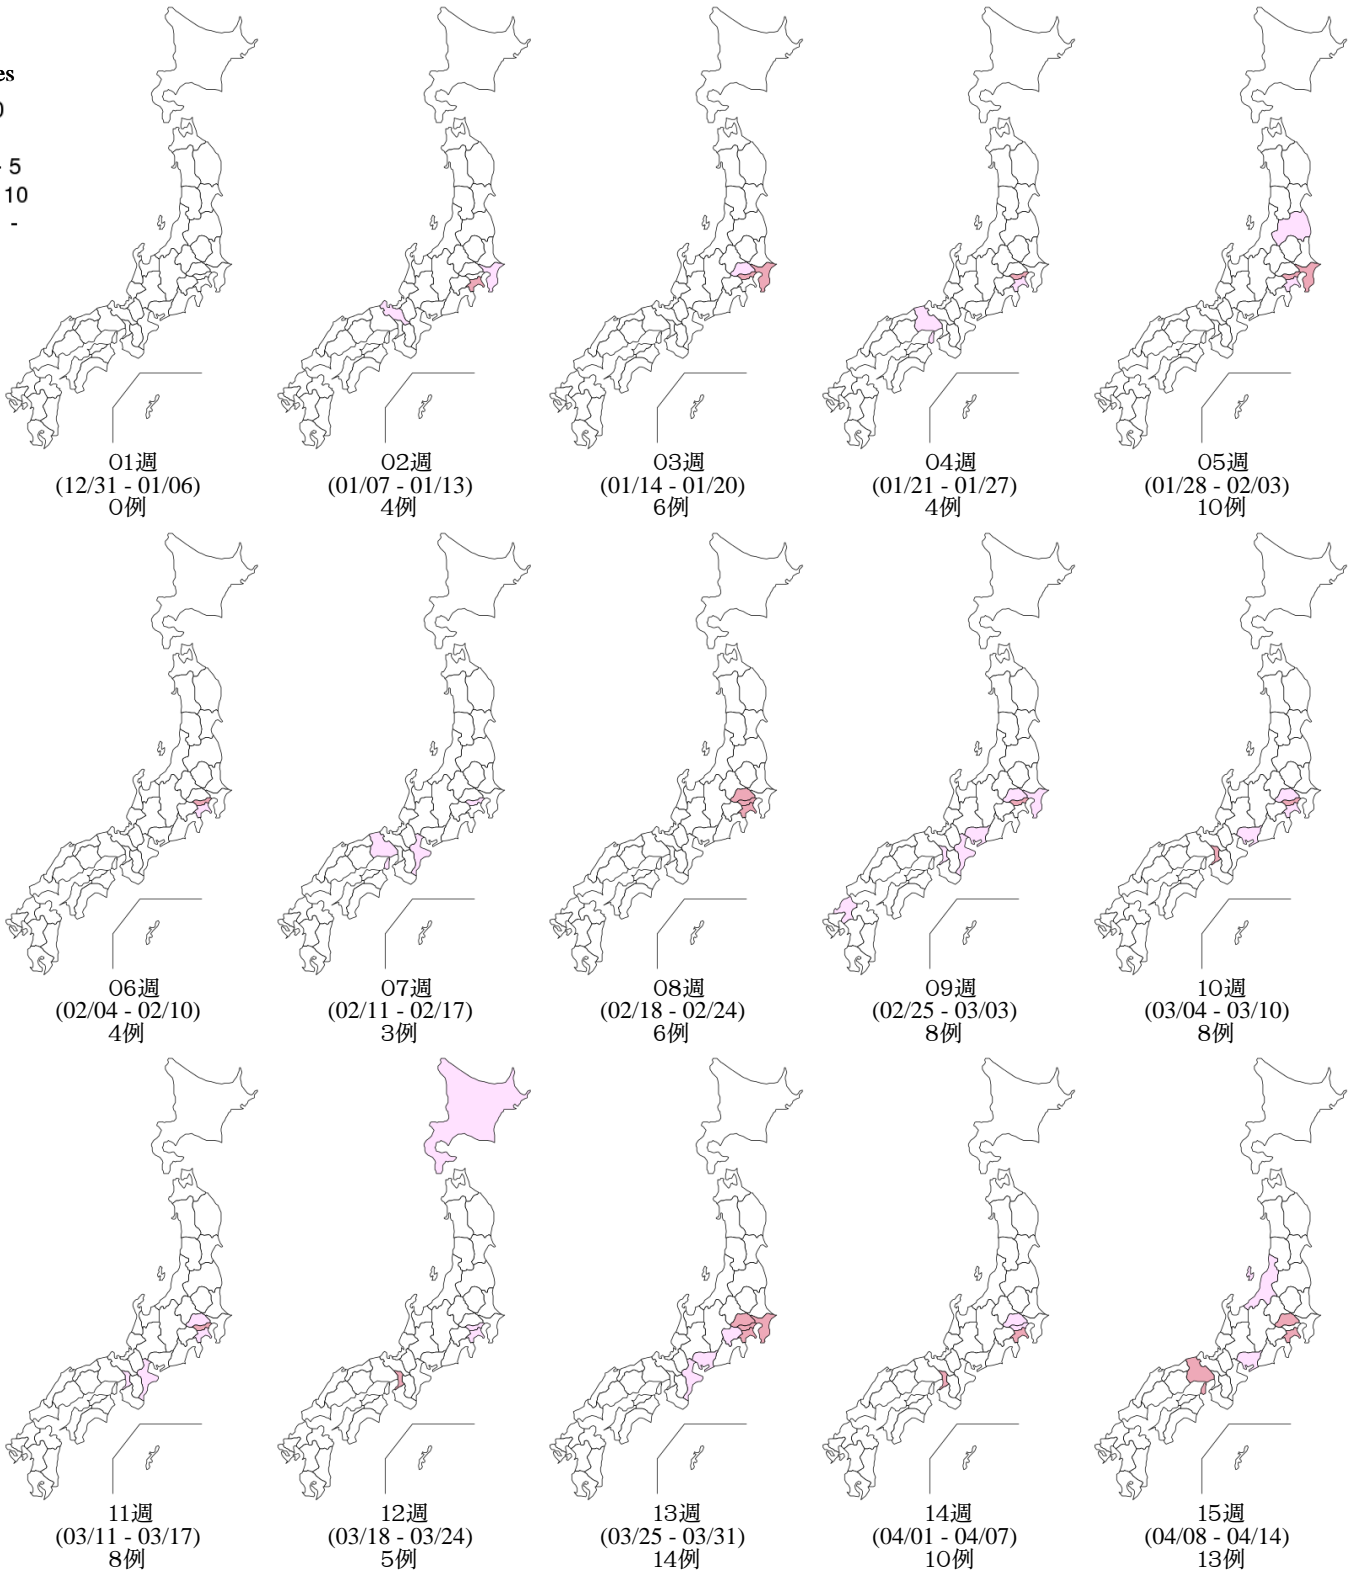 es
0
- 5
10
-
01週
(12/31 - 01/06)
0例
02週
(01/07 - 01/13)
4例
03週
(01/14 - 01/20)
6例
04週
(01/21 - 01/27)
4例
05週
(01/28 - 02/03)
10例
06週
(02/04 - 02/10)
4例
07週
(02/11 - 02/17)
3例
08週
(02/18 - 02/24)
6例
09週
(02/25 - 03/03)
8例
10週
(03/04 - 03/10)
8例
11週
(03/11 - 03/17)
8例
12週
(03/18 - 03/24)
5例
13週
(03/25 - 03/31)
14例
14週
(04/01 - 04/07)
10例
15週
(04/08 - 04/14)
13例